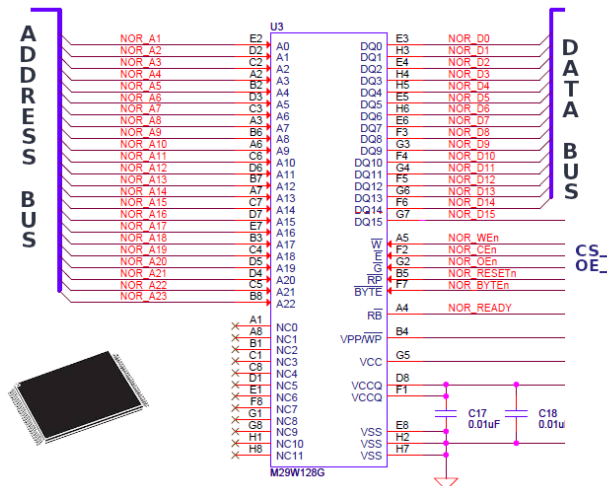 ADDRESS BUS
U3
DATA BUS
NOR_A1 E2 A0 DQ0 E3 NOR_D0
NOR_A2 D2 A1 DQ1 H3 NOR_D1
NOR_A3 C2 A2 DQ2 E4 NOR_D2
NOR_A4 A2 A3 DQ3 H4 NOR_D3
NOR_A5 B2 A4 DQ4 H5 NOR_D4
NOR_A6 D3 A5 DQ5 E5 NOR_D5
NOR_A7 C3 A6 DQ6 H6 NOR_D6
NOR_A8 A3 A7 DQ7 E6 NOR_D7
NOR_A9 B6 A8 DQ8 F3 NOR_D8
NOR_A10 A6 A9 DQ9 G3 NOR_D9
NOR_A11 C6 A10 DQ10 F4 NOR_D10
NOR_A12 D6 A11 DQ11 G4 NOR_D11
NOR_A13 B7 A12 DQ12 F5 NOR_D12
NOR_A14 A7 A13 DQ13 G6 NOR_D13
NOR_A15 C7 A14 DQ14 F6 NOR_D14
NOR_A16 D7 A15 DQ15 G7 NOR_D15
NOR_A17 E7 A16
NOR_A18 B3 A17 W A5 NOR_WEn
NOR_A19 C4 A18 E F2 NOR_CEn CS_
NOR_A20 D5 A19 G G2 NOR_OEn OE_
NOR_A21 D4 A20 RP B5 NOR_RESETn
NOR_A22 C5 A21 BYTE F7 NOR_BYTEn
NOR_A23 B8 A22
RB A4 NOR_READY
A1 NC0
A8 NC1 VPP/WP B4
B1 NC2
C1 NC3 VCC G5
C8 NC4
D1 NC5 VCCQ D8
E1 NC6 VCCQ F1
F8 NC7
G1 NC8 C17 C18
G8 NC9 VSS E8 0.01uF 0.01u
H1 NC10 VSS H2
H8 NC11 VSS H7
M29W128G